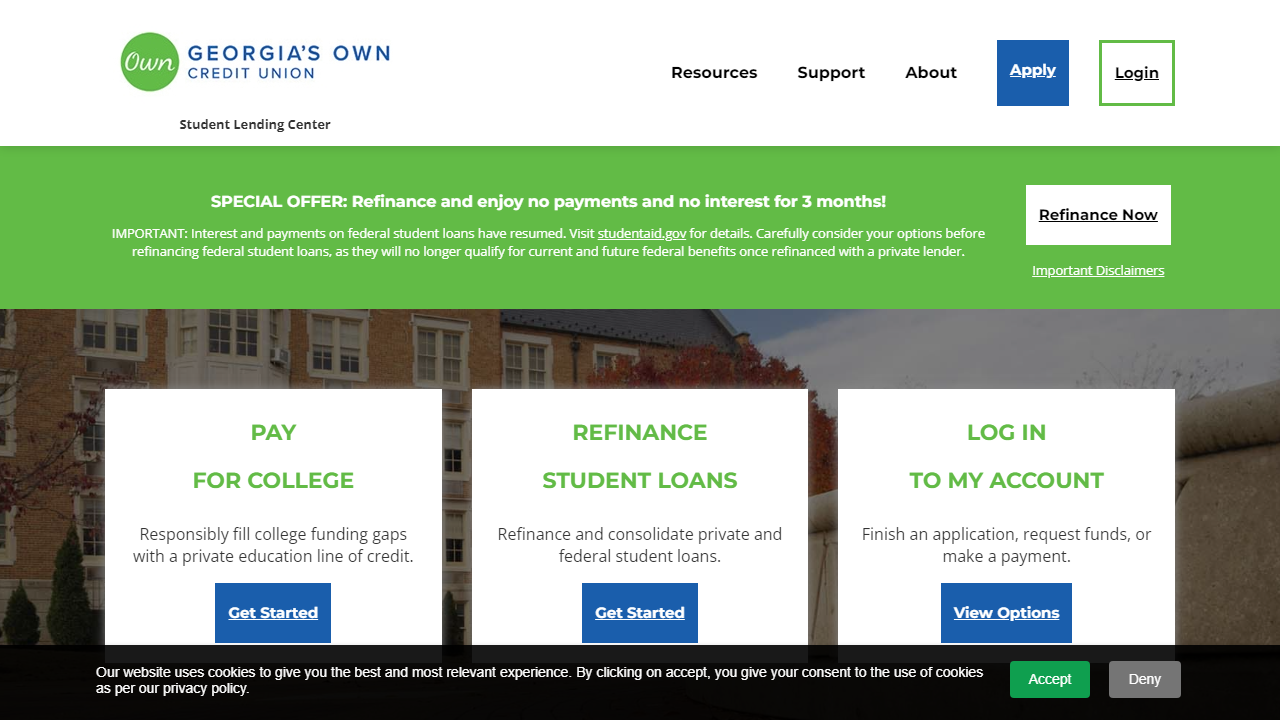 Own GEORGIA'S OWN
CREDIT UNION
Student Lending Center
Resources Support About Apply Login
SPECIAL OFFER: Refinance and enjoy no payments and no interest for 3 months!
IMPORTANT: Interest and payments on federal student loans have resumed. Visit studentaid.gov for details. Carefully consider your options before
refinancing federal student loans, as they will no longer qualify for current and future federal benefits once refinanced with a private lender.
Refinance Now
Important Disclaimers
PAY
FOR COLLEGE
Responsibly fill college funding gaps
with a private education line of credit.
Get Started
REFINANCE
STUDENT LOANS
Refinance and consolidate private and
federal student loans.
Get Started
LOG IN
TO MY ACCOUNT
Finish an application, request funds, or
make a payment.
View Options
Our website uses cookies to give you the best and most relevant experience. By clicking on accept, you give your consent to the use of cookies
as per our privacy policy.
Accept
Deny